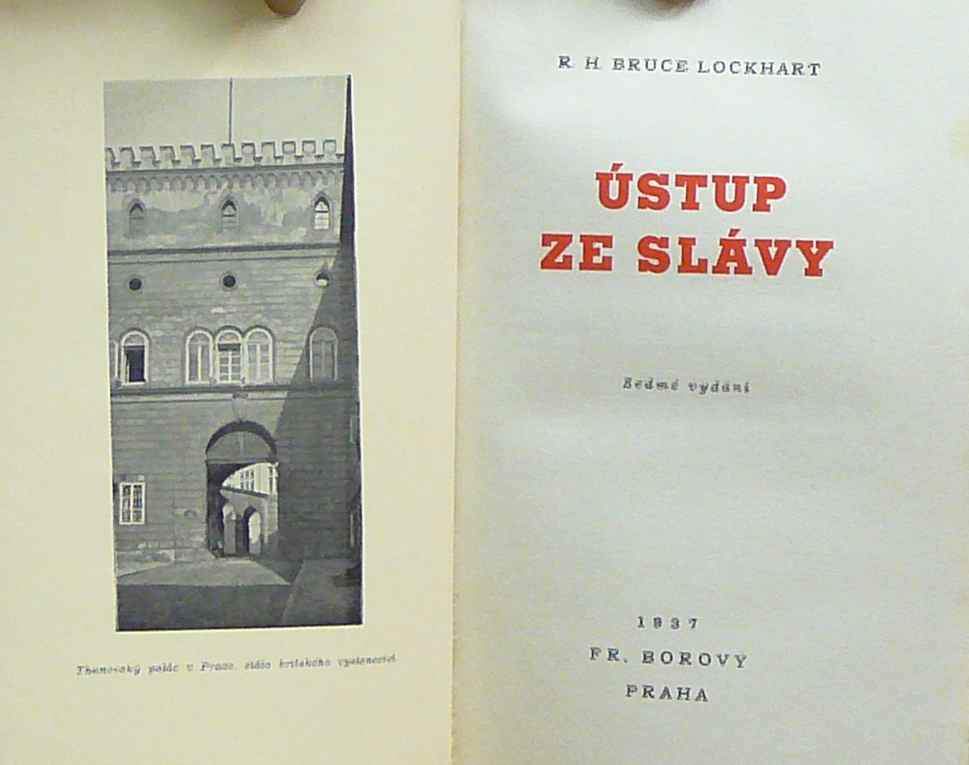 Thunovský palác v Praze, sídlo britského vyslanectví
R H BRUCE LOCKHART
ÚSTUP
ZE SLÁVY
Sedmé vydání
1937
FR. BOROVÝ
PRAHA